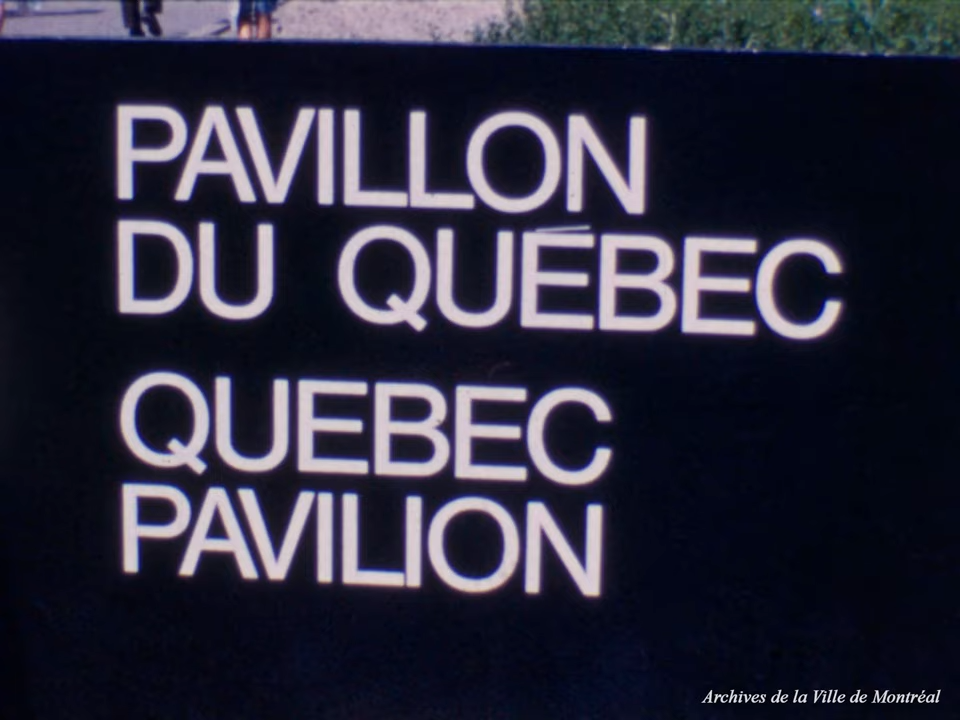 PAVILLON
DU QUÉBEC
QUEBEC
PAVILION
Archives de la Ville de Montréal